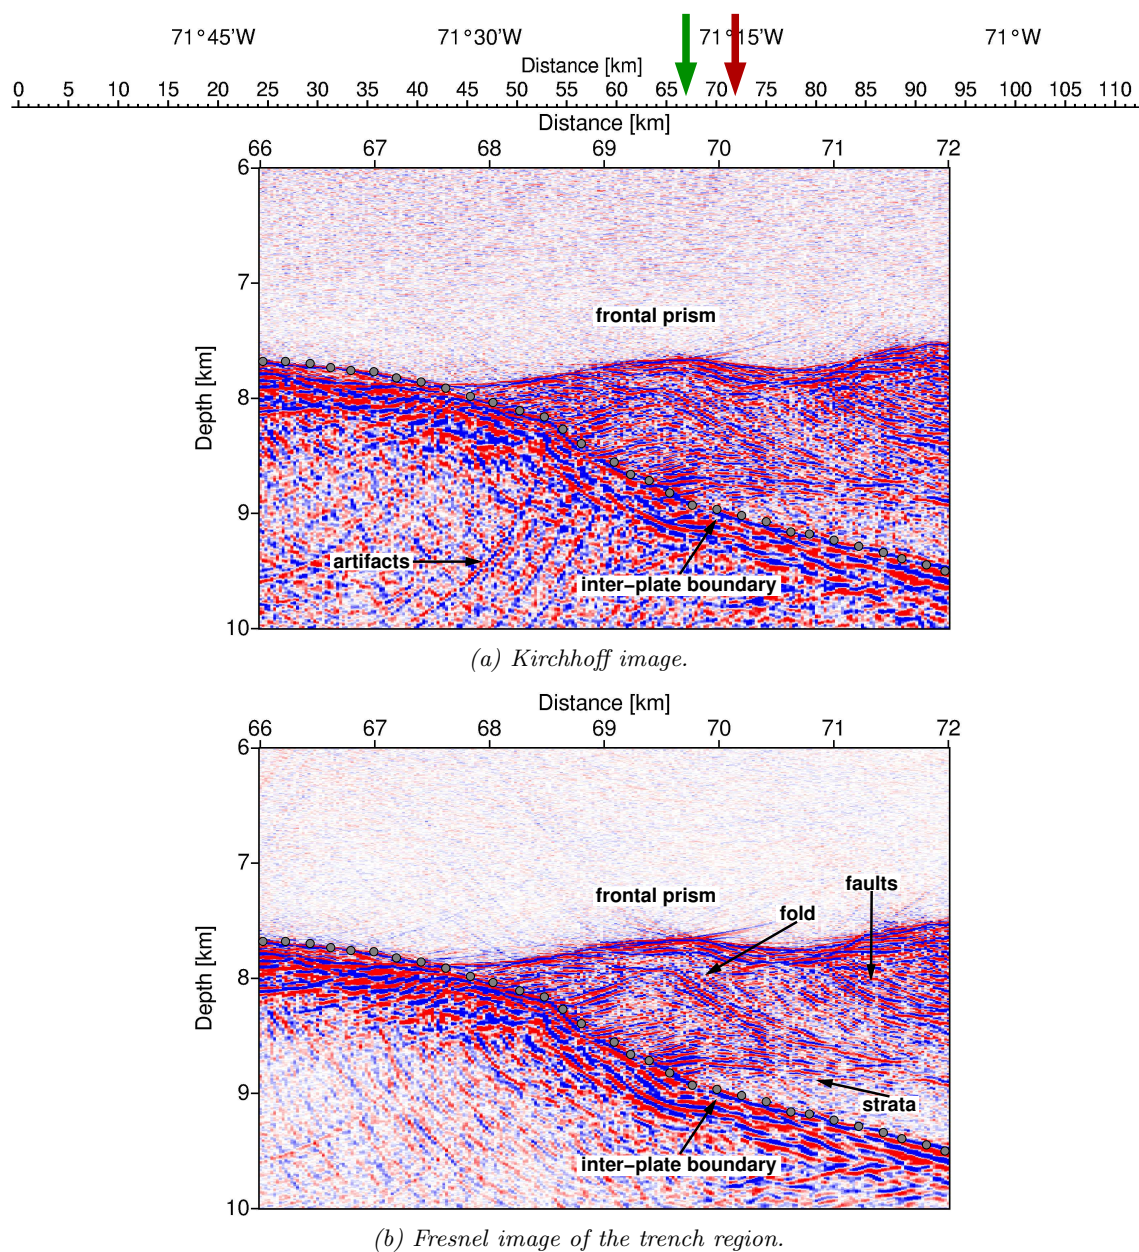 71°45'W 71°30'W 71°15'W 71°W
Distance [km]
0 5 10 15 20 25 30 35 40 45 50 55 60 65 70 75 80 85 90 95 100 105 110
Distance [km]
66 67 68 69 70 71 72
6
7
frontal prism
8
Depth [km]
9
artifacts
inter–plate boundary
10
(a) Kirchhoff image.
Distance [km]
66 67 68 69 70 71 72
6
7
faults
frontal prism
fold
8
Depth [km]
9
strata
inter–plate boundary
10
(b) Fresnel image of the trench region.